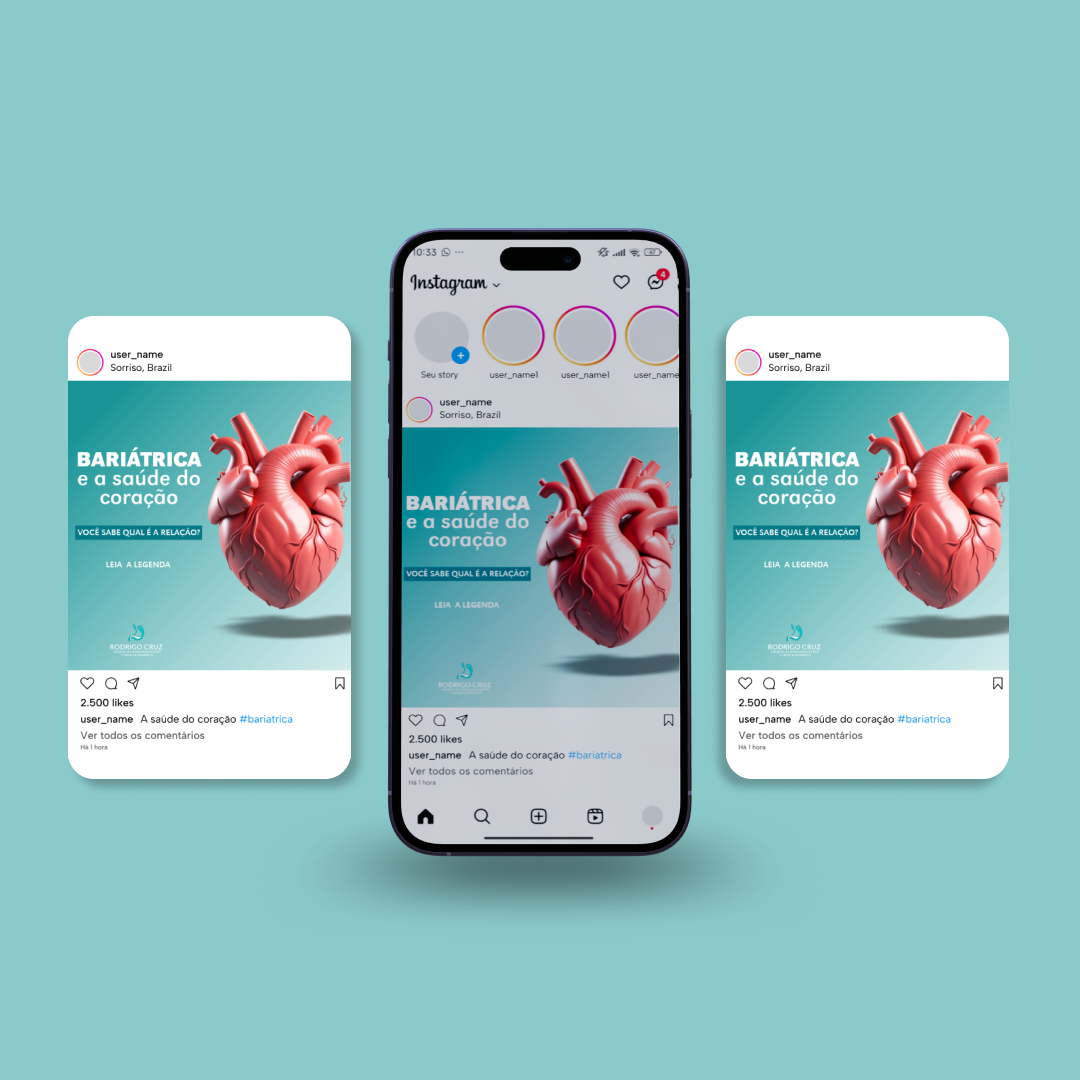 user_name
Sorriso, Brazil
BARIÁTRICA
e a saúde do
coração
VOCÊ SABE QUAL É A RELAÇÃO?
LEIA A LEGENDA
RODRIGO CRUZ
2.500 likes
user_name A saúde do coração #bariatrica
Ver todos os comentários
Há 1 hora
10:33
Instagram
4
Seu story
user_name1
user_name1
user_name
user_name
Sorriso, Brazil
BARIÁTRICA
e a saúde do
coração
VOCÊ SABE QUAL É A RELAÇÃO?
LEIA A LEGENDA
RODRIGO CRUZ
2.500 likes
user_name A saúde do coração #bariatrica
Ver todos os comentários
Há 1 hora
user_name
Sorriso, Brazil
BARIÁTRICA
e a saúde do
coração
VOCÊ SABE QUAL É A RELAÇÃO?
LEIA A LEGENDA
RODRIGO CRUZ
2.500 likes
user_name A saúde do coração #bariatrica
Ver todos os comentários
Há 1 hora